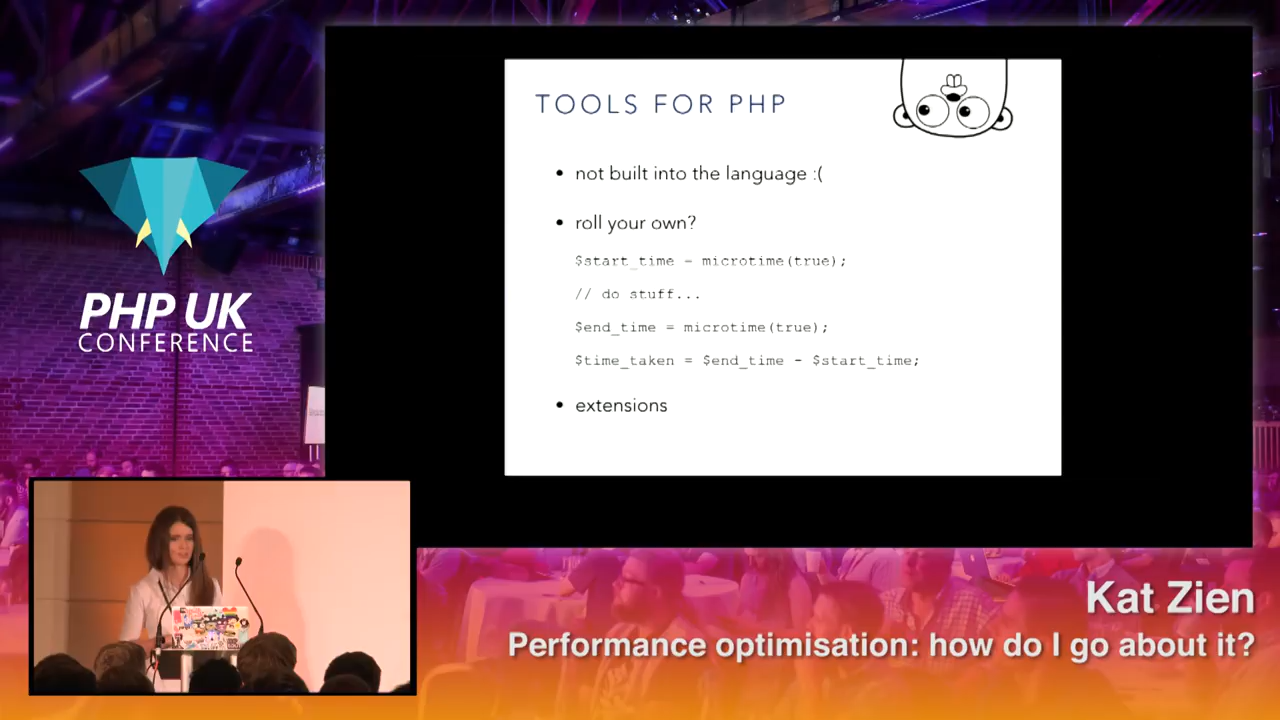 TOOLS FOR PHP
• not built into the language :(
• roll your own?
$start_time = microtime(true);
// do stuff...
$end_time = microtime(true);
$time_taken = $end_time - $start_time;
• extensions
PHP UK
CONFERENCE
Kat Zien
Performance optimisation: how do I go about it?